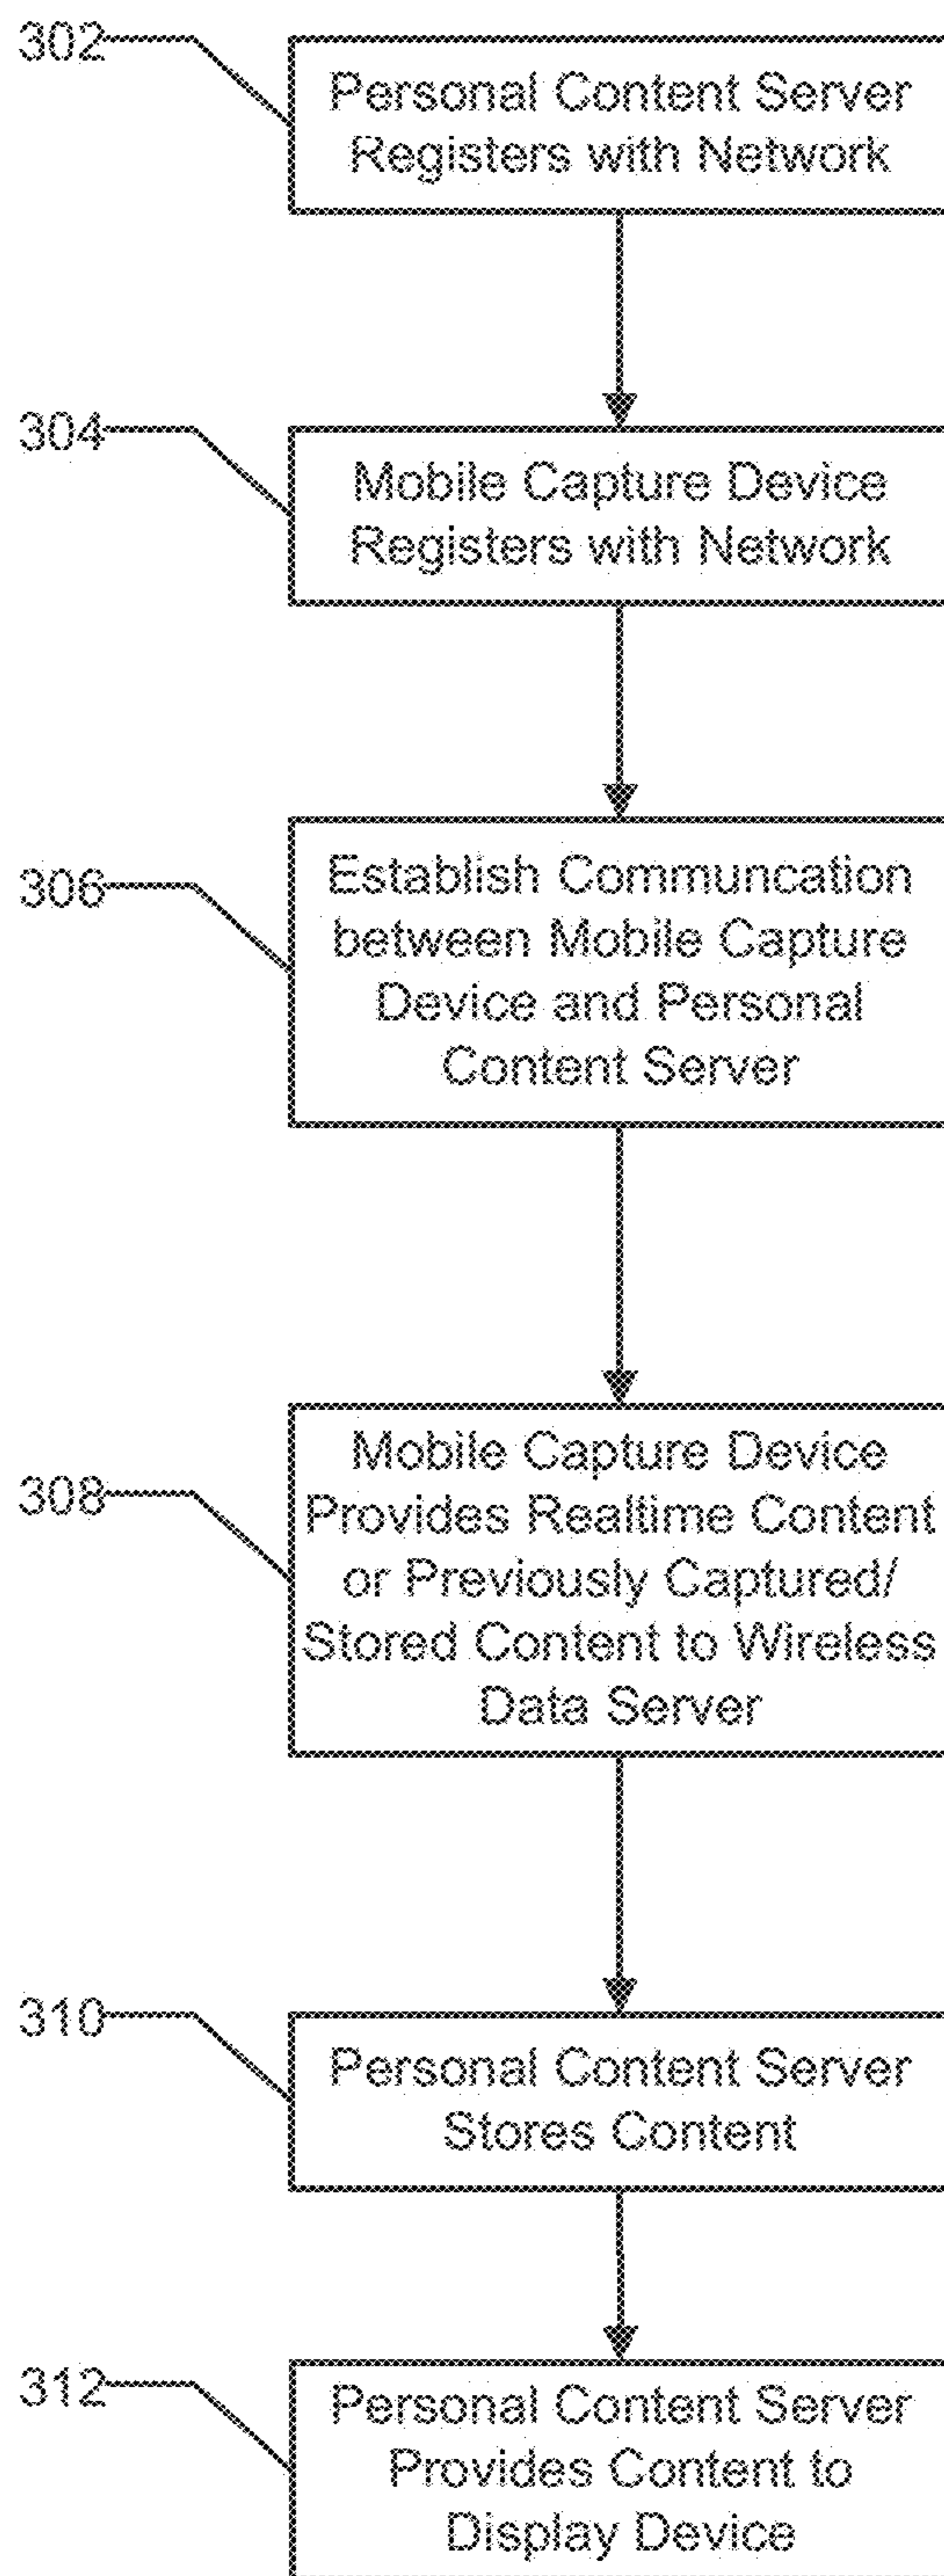 302
Personal Content Server
Registers with Network
304
Mobile Capture Device
Registers with Network
306
Establish Communcation
between Mobile Capture
Device and Personal
Content Server
308
Mobile Capture Device
Provides Realtime Content
or Previously Captured/
Stored Content to Wireless
Data Server
310
Personal Content Server
Stores Content
312
Personal Content Server
Provides Content to
Display Device